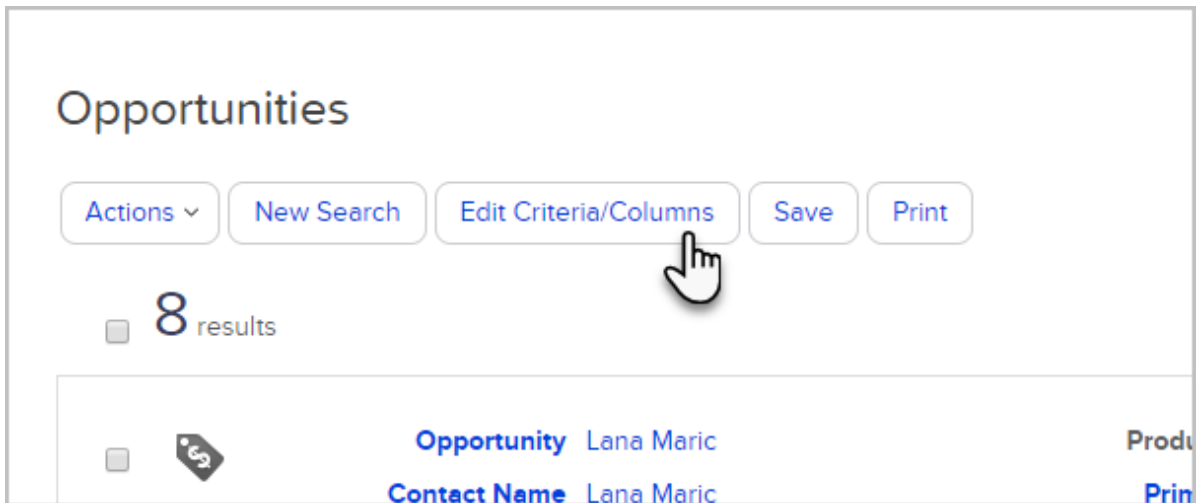 Opportunities
Actions New Search Edit Criteria/Columns Save Print
8 results
Opportunity Lana Maric
Contact Name Lana Maric